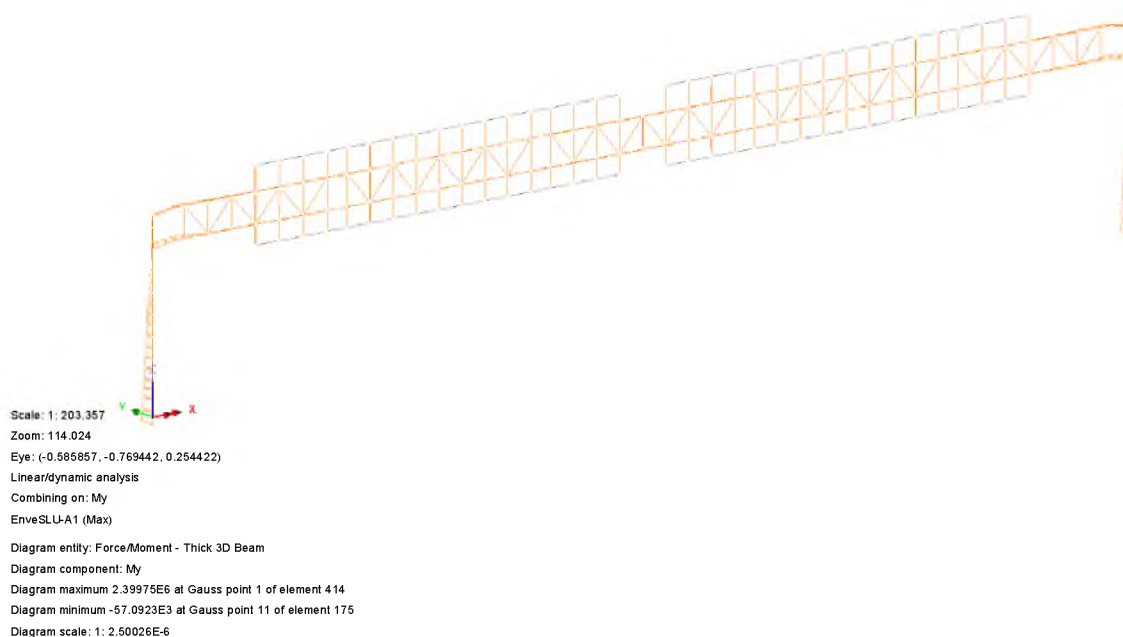 Scale: 1: 203.357
Y
X
Zoom: 114.024
Eye: (-0.585857, -0.769442, 0.254422)
Linear/dynamic analysis
Combining on: My
EnveSLU-A1 (Max)
Diagram entity: Force/Moment - Thick 3D Beam
Diagram component: My
Diagram maximum 2.39975E6 at Gauss point 1 of element 414
Diagram minimum -57.0923E3 at Gauss point 11 of element 175
Diagram scale: 1: 2.50026E-6